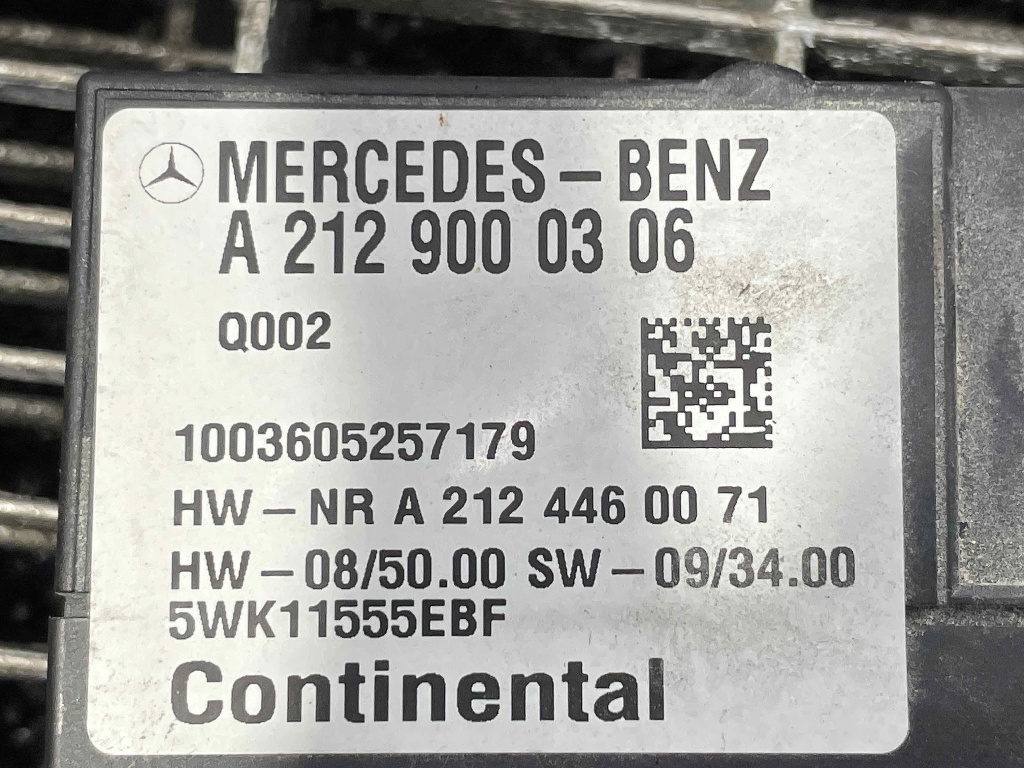 MERCEDES-BENZ
A 212 900 03 06
Q002
1003605257179
HW-NR A 212 446 00 71
HW-08/50.00 SW-09/34.00
5WK11555EBF
Continental